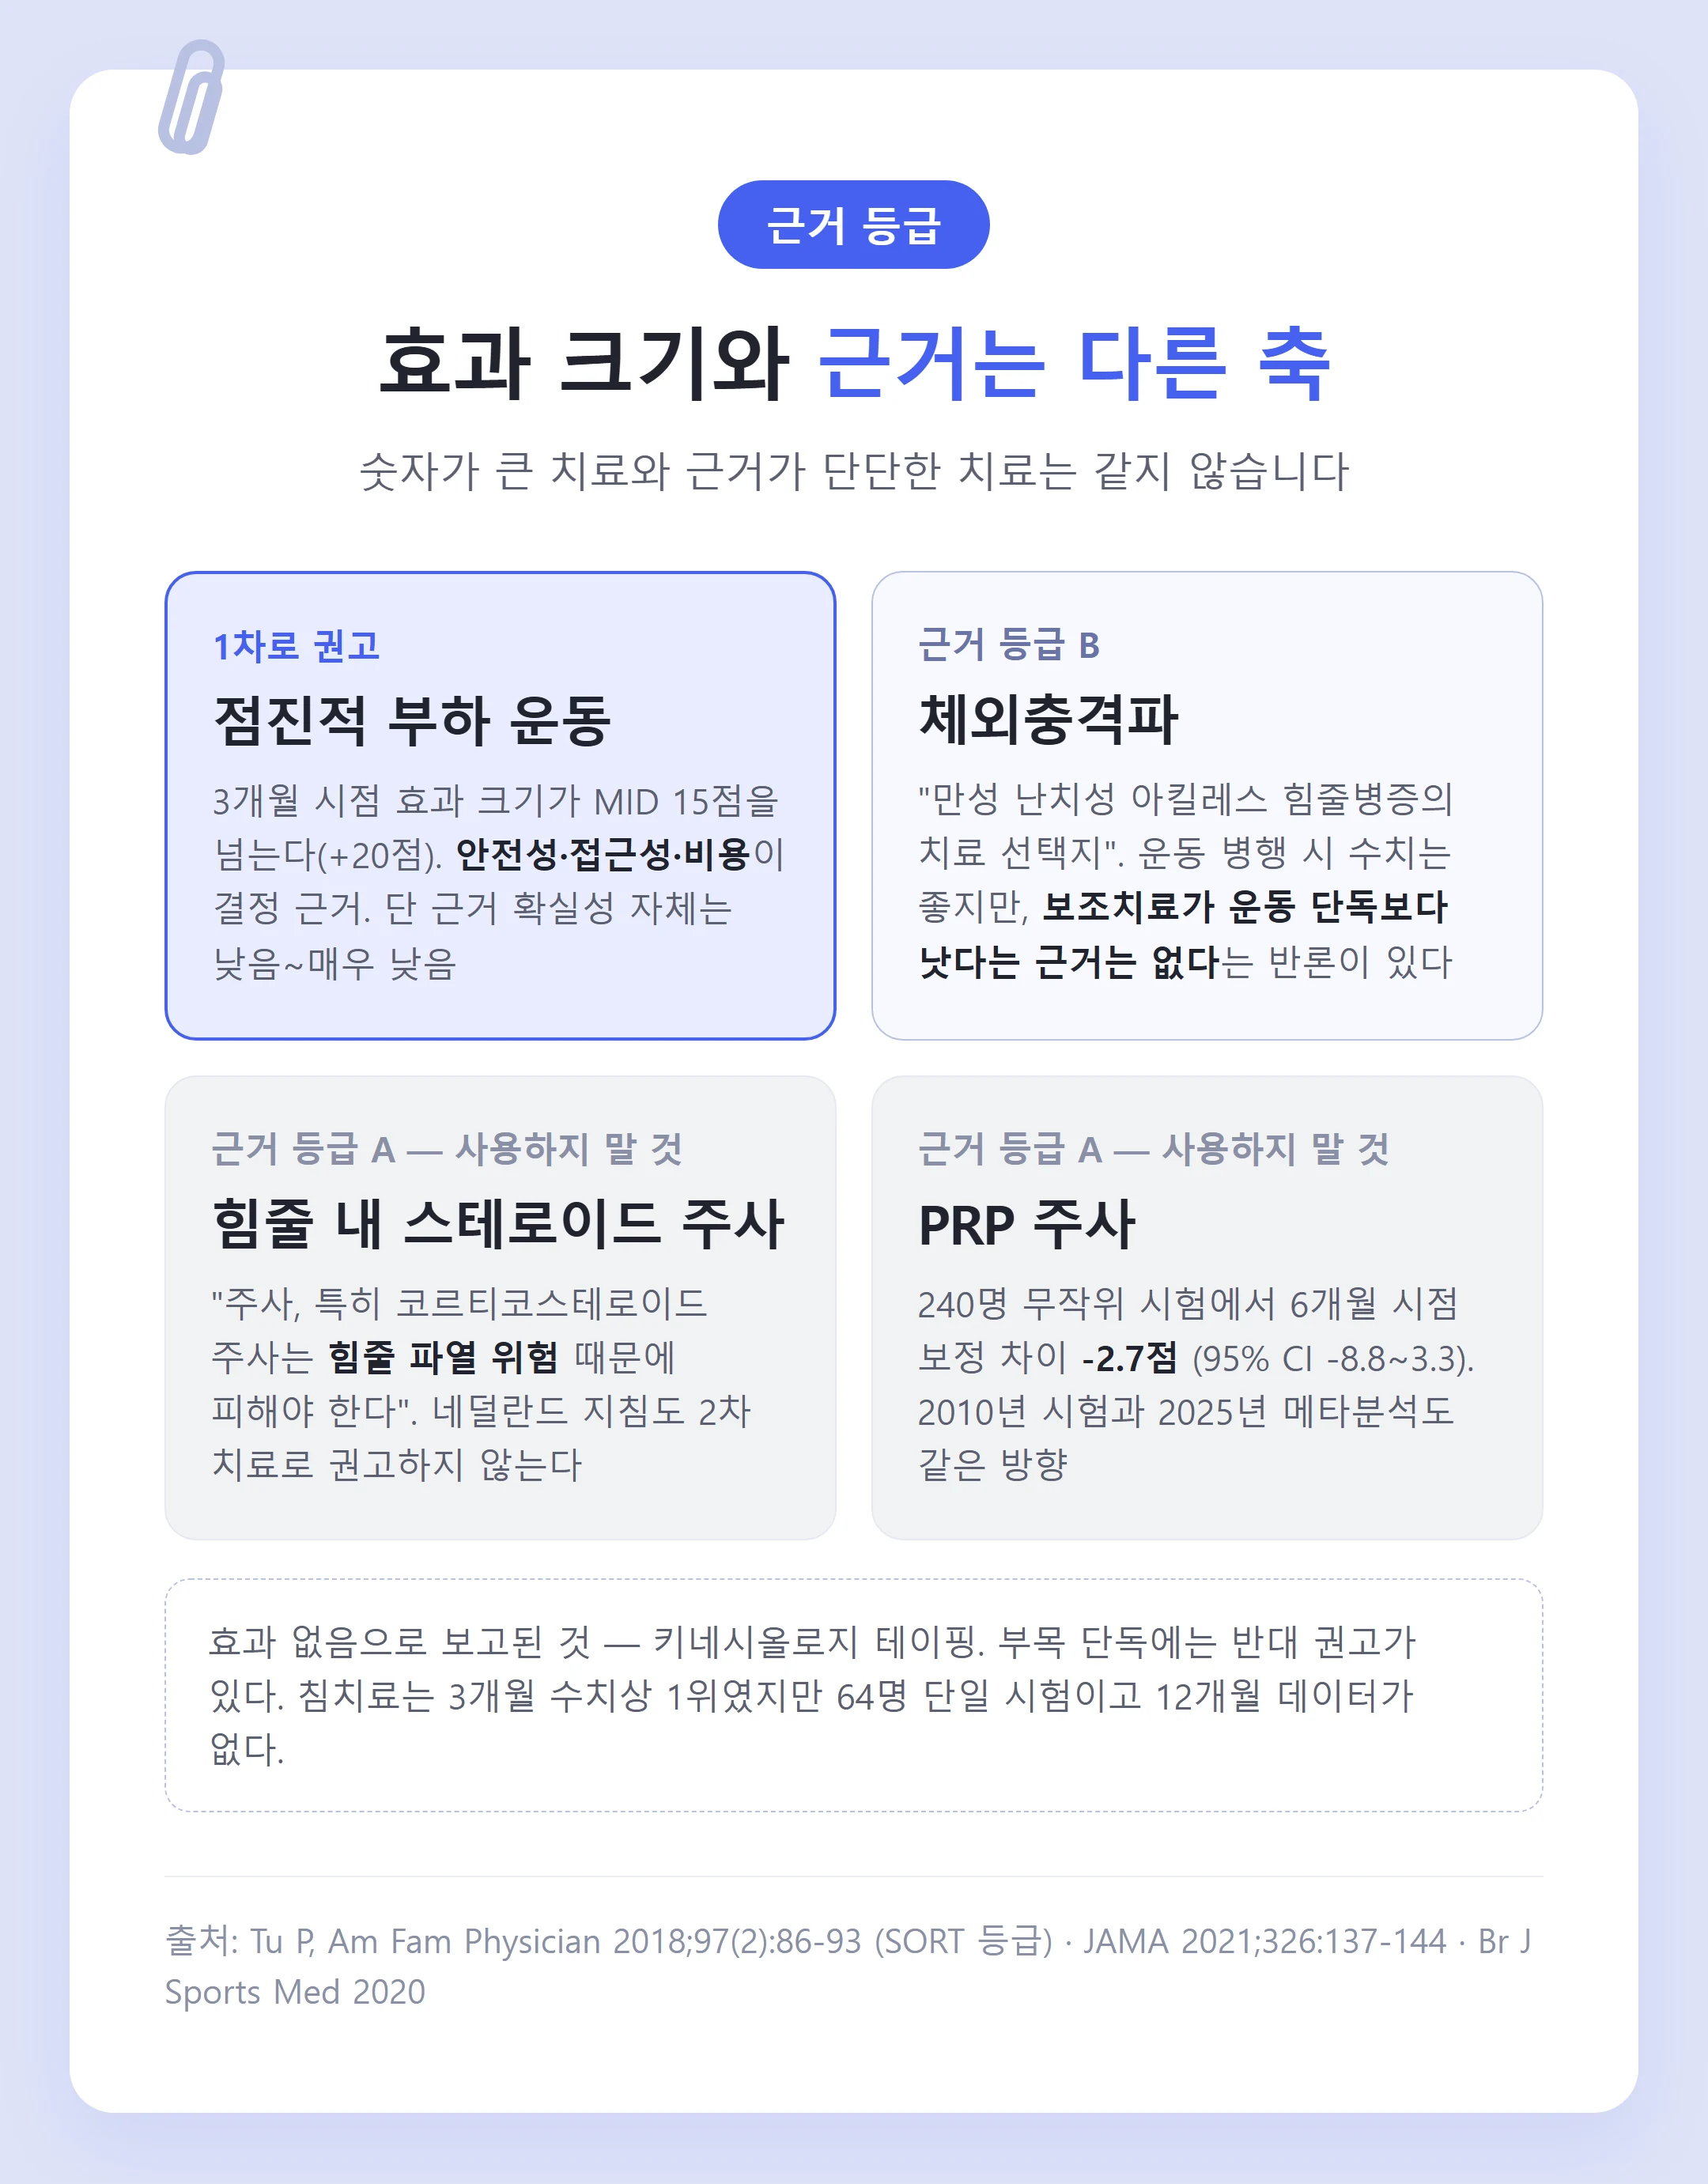 근거 등급
효과 크기와 근거는 다른 축
숫자가 큰 치료와 근거가 단단한 치료는 같지 않습니다
1차로 권고
점진적 부하 운동
3개월 시점 효과 크기가 MID 15점을
넘는다(+20점). 안전성·접근성·비용이
결정 근거. 단 근거 확실성 자체는
낮음~매우 낮음
근거 등급 B
체외충격파
"만성 난치성 아킬레스 힘줄병증의
치료 선택지". 운동 병행 시 수치는
좋지만, 보조치료가 운동 단독보다
낫다는 근거는 없다는 반론이 있다
근거 등급 A — 사용하지 말 것
힘줄 내 스테로이드 주사
"주사, 특히 코르티코스테로이드
주사는 힘줄 파열 위험 때문에
피해야 한다". 네덜란드 지침도 2차
치료로 권고하지 않는다
근거 등급 A — 사용하지 말 것
PRP 주사
240명 무작위 시험에서 6개월 시점
보정 차이 -2.7점 (95% CI -8.8~3.3).
2010년 시험과 2025년 메타분석도
같은 방향
효과 없음으로 보고된 것 — 키네시올로지 테이핑. 부목 단독에는 반대 권고가
있다. 침치료는 3개월 수치상 1위였지만 64명 단일 시험이고 12개월 데이터가
없다.
출처: Tu P, Am Fam Physician 2018;97(2):86-93 (SORT 등급) · JAMA 2021;326:137-144 · Br J
Sports Med 2020